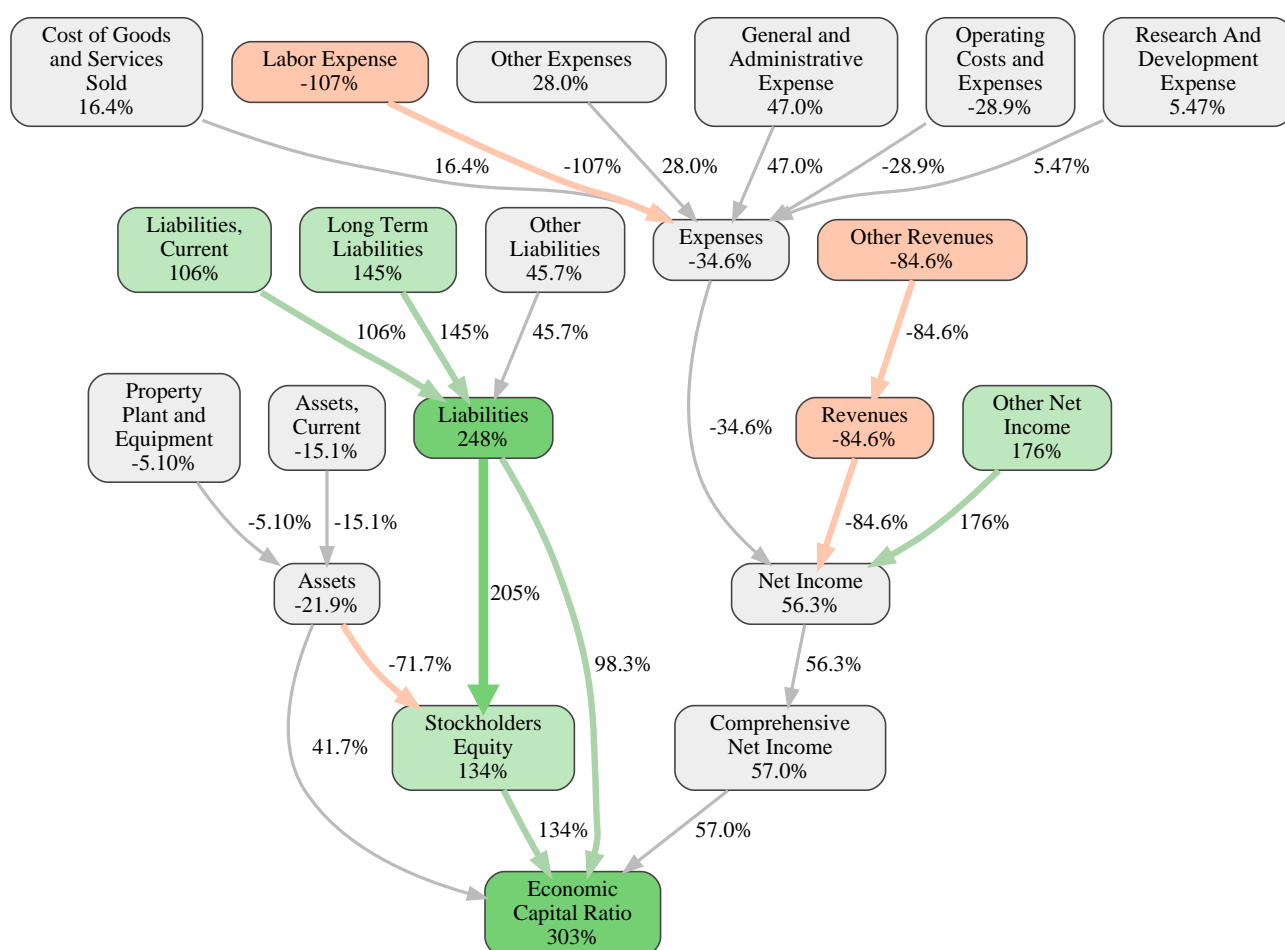 Cost of Goods
and Services
Sold
16.4%
Labor Expense
-107%
Other Expenses
28.0%
General and
Administrative
Expense
47.0%
Operating
Costs and
Expenses
-28.9%
Research And
Development
Expense
5.47%
16.4%
-107%
28.0%
47.0%
-28.9%
5.47%
Liabilities,
Current
106%
Long Term
Liabilities
145%
Other
Liabilities
45.7%
Expenses
-34.6%
Other Revenues
-84.6%
106%
145%
45.7%
-84.6%
Property
Plant and
Equipment
-5.10%
Assets,
Current
-15.1%
Liabilities
248%
-34.6%
Revenues
-84.6%
Other Net
Income
176%
-5.10%
-15.1%
-84.6%
176%
Assets
-21.9%
205%
Net Income
56.3%
-71.7%
98.3%
56.3%
41.7%
Stockholders
Equity
134%
Comprehensive
Net Income
57.0%
134%
57.0%
Economic
Capital Ratio
303%